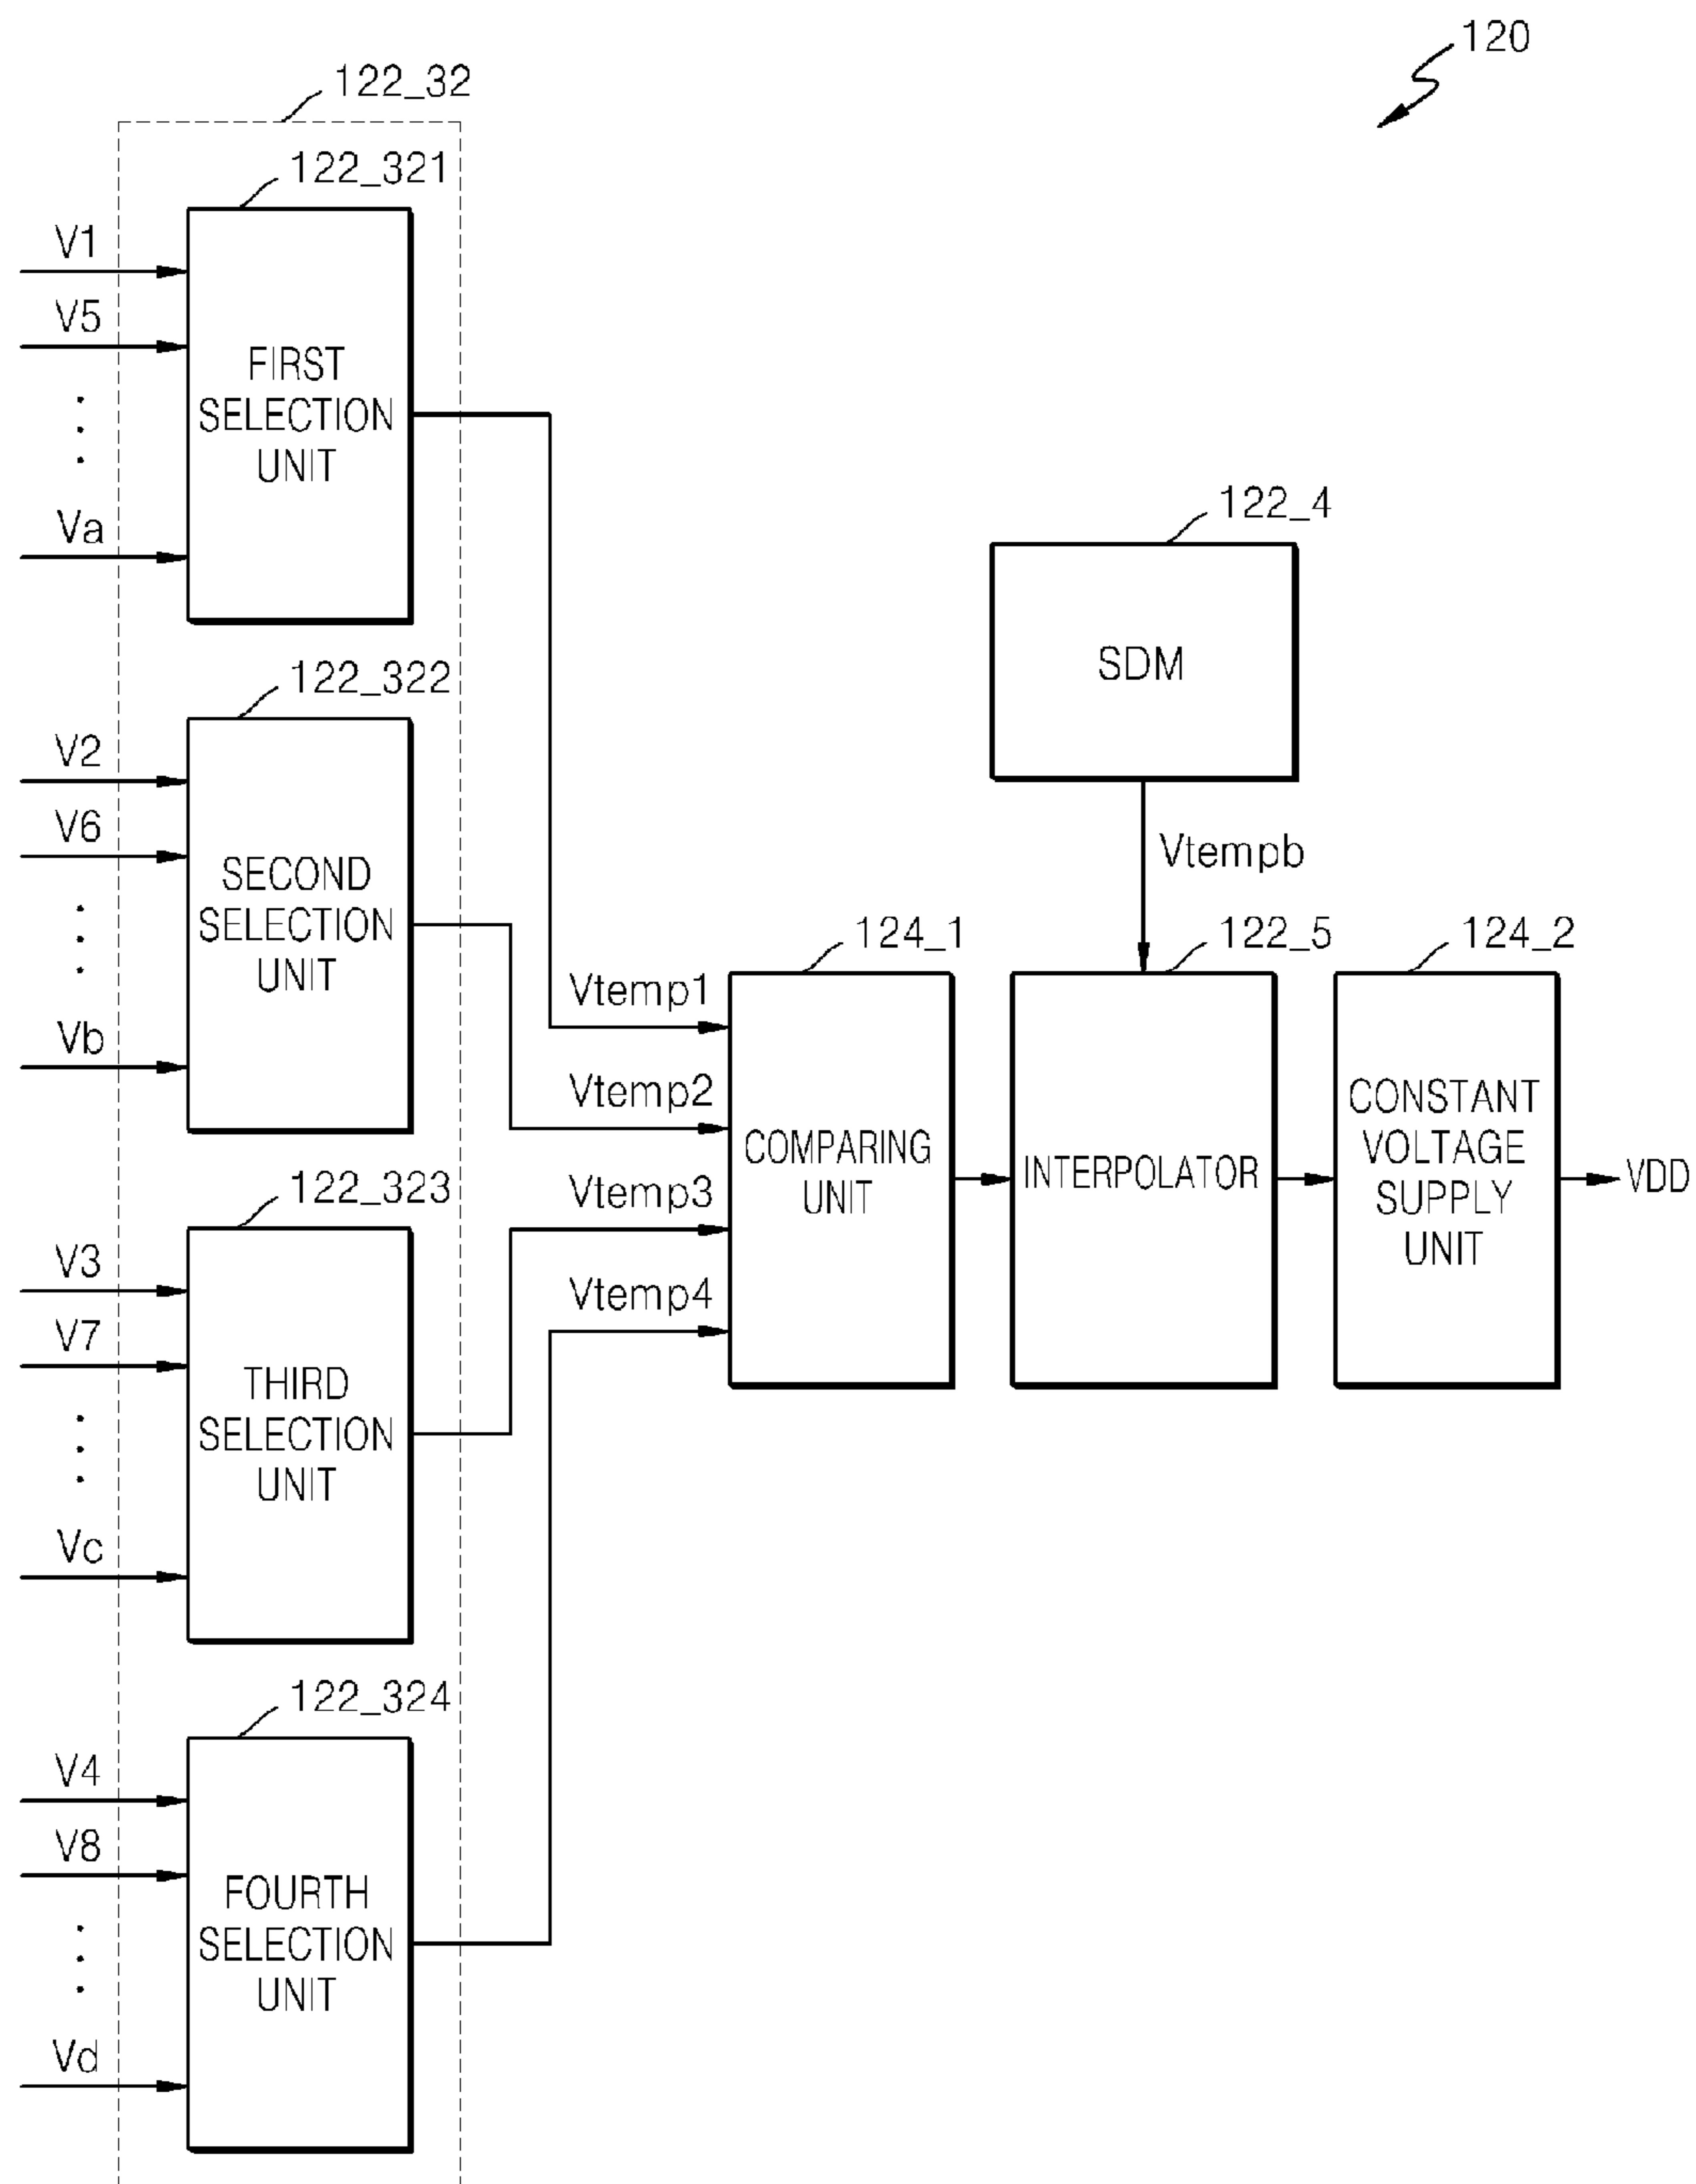 120
122_32
122_321
V1
V5
Va
FIRST
SELECTION
UNIT
122_322
V2
V6
Vb
SECOND
SELECTION
UNIT
122_323
V3
V7
Vc
THIRD
SELECTION
UNIT
122_324
V4
V8
Vd
FOURTH
SELECTION
UNIT
Vtemp1
Vtemp2
Vtemp3
Vtemp4
124_1
COMPARING
UNIT
122_4
SDM
Vtempb
122_5
INTERPOLATOR
124_2
CONSTANT
VOLTAGE
SUPPLY
UNIT
VDD